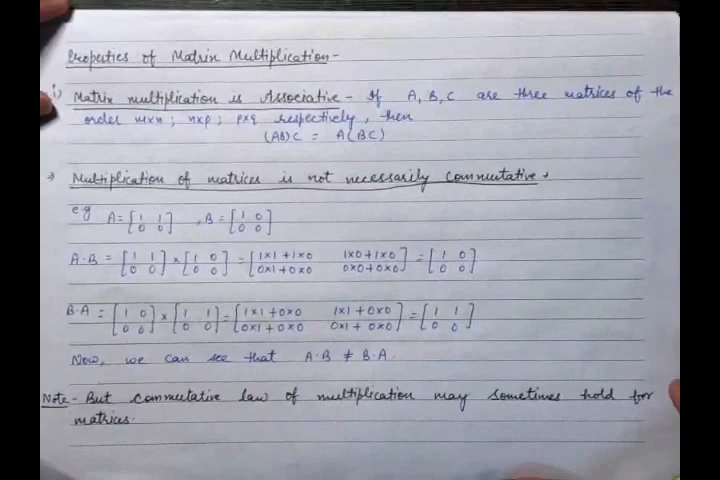 Properties of Matrix Multiplication-
i) Matrix multiplication is Associative - If A, B, C are three matrices of the
order mxn ; nxp ; pxq respectively, then
(AB)C = A(BC)
→ Multiplication of matrices is not necessarily commutative.
e.g A = [1 1 / 0 0] , B = [1 0 / 0 0]
A·B = [1 1 / 0 0] × [1 0 / 0 0] = [1×1+1×0 1×0+1×0 / 0×1+0×0 0×0+0×0] = [1 0 / 0 0]
B·A = [1 0 / 0 0] × [1 1 / 0 0] = [1×1+0×0 1×1+0×0 / 0×1+0×0 0×1+0×0] = [1 1 / 0 0]
Now, we can see that A·B ≠ B·A.
Note - But commutative law of multiplication may sometimes hold for
matrices.